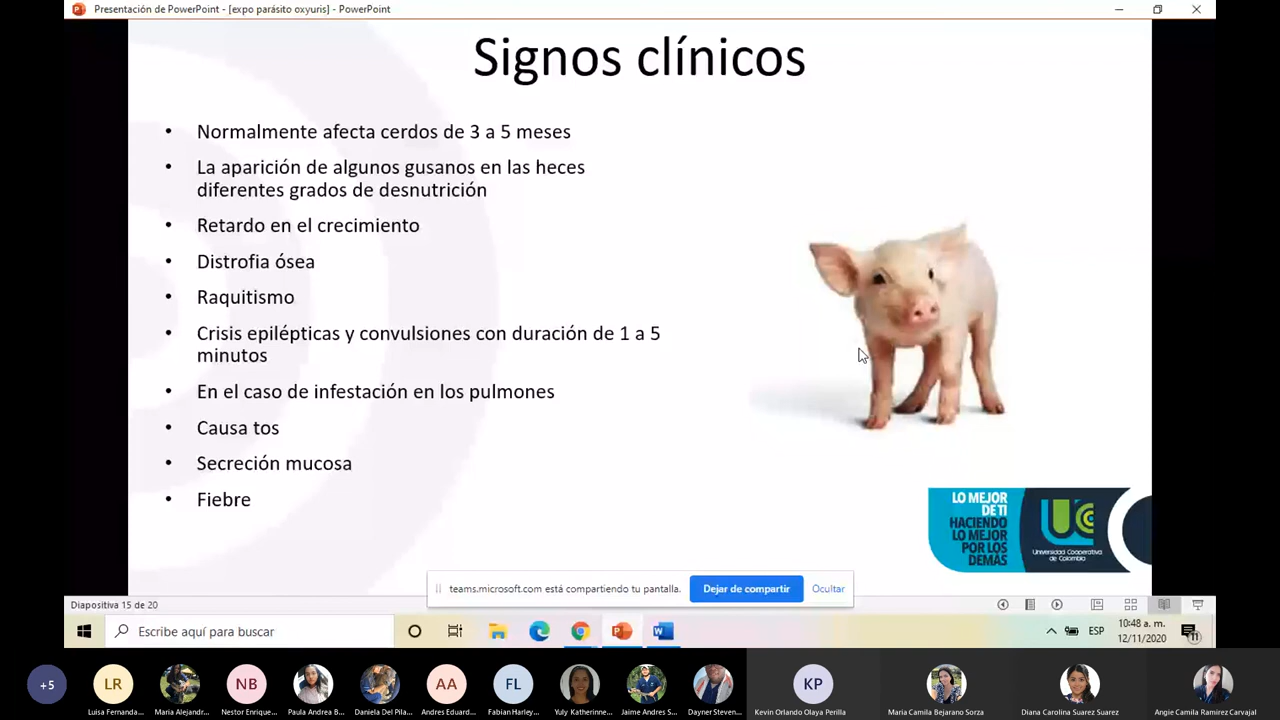 Presentación de PowerPoint - [expo parásito oxyuris] - PowerPoint
Signos clínicos
• Normalmente afecta cerdos de 3 a 5 meses
• La aparición de algunos gusanos en las heces
diferentes grados de desnutrición
• Retardo en el crecimiento
• Distrofia ósea
• Raquitismo
• Crisis epilépticas y convulsiones con duración de 1 a 5
minutos
• En el caso de infestación en los pulmones
• Causa tos
• Secreción mucosa
• Fiebre
LO MEJOR
DE TI
HACIENDO
LO MEJOR
POR LOS
DEMÁS
UCC
Universidad Cooperativa
de Colombia
teams.microsoft.com está compartiendo tu pantalla.
Dejar de compartir
Ocultar
Diapositiva 15 de 20
Escribe aquí para buscar
ESP
10:48 a. m.
12/11/2020
11
+5
LR
NB
AA
FL
KP
Luisa Fernanda...
Maria Alejandr...
Nestor Enrique...
Paula Andrea B...
Daniela Del Pila...
Andres Eduard...
Fabian Harley...
Yuly Katherinne...
Jaime Andres S...
Dayner Steven...
Kevin Orlando Olaya Perilla
Maria Camila Bejarano Sorza
Diana Carolina Suarez Suarez
Angie Camila Ramirez Carvajal